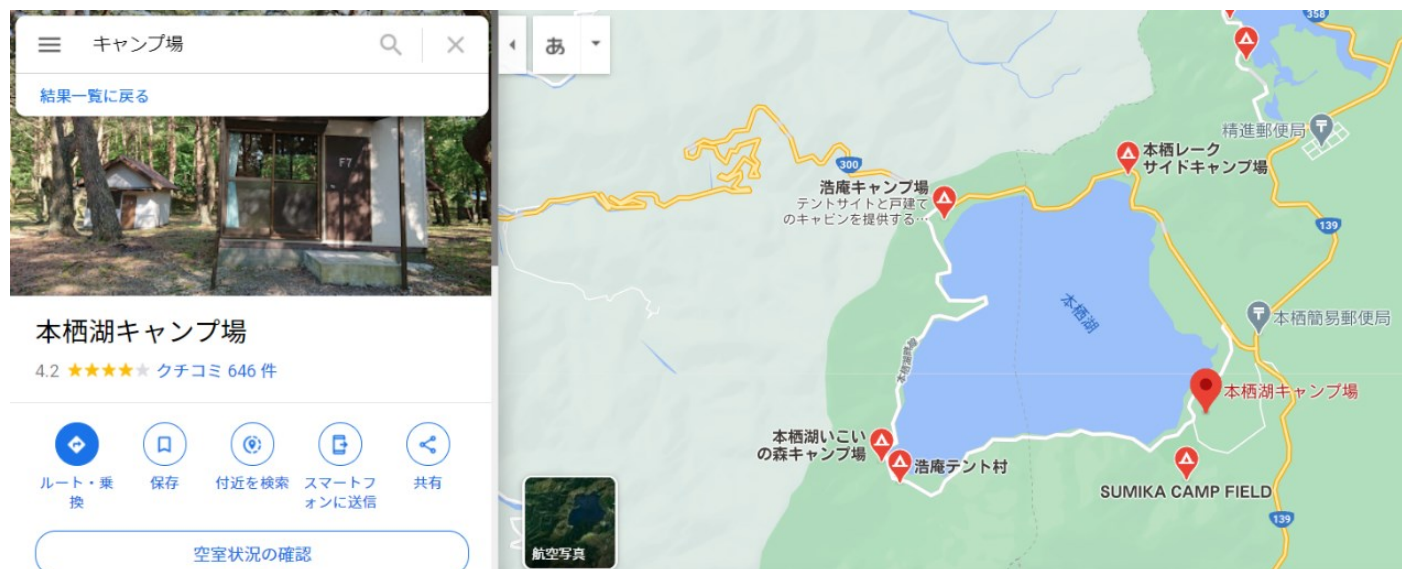 キャンプ場
結果一覧に戻る
F7
本栖湖キャンプ場
4.2
クチコミ 646 件
ルート・乗
換
保存
付近を検索
スマートフ
ォンに送信
共有
空室状況の確認
あ
358
精進郵便局
本栖レーク
サイドキャンプ場
300
浩庵キャンプ場
テントサイトと戸建て
のキャビンを提供する…
139
本栖湖
本栖簡易郵便局
本栖湖キャンプ場
本栖湖いこい
の森キャンプ場
浩庵テント村
SUMIKA CAMP FIELD
139
航空写真